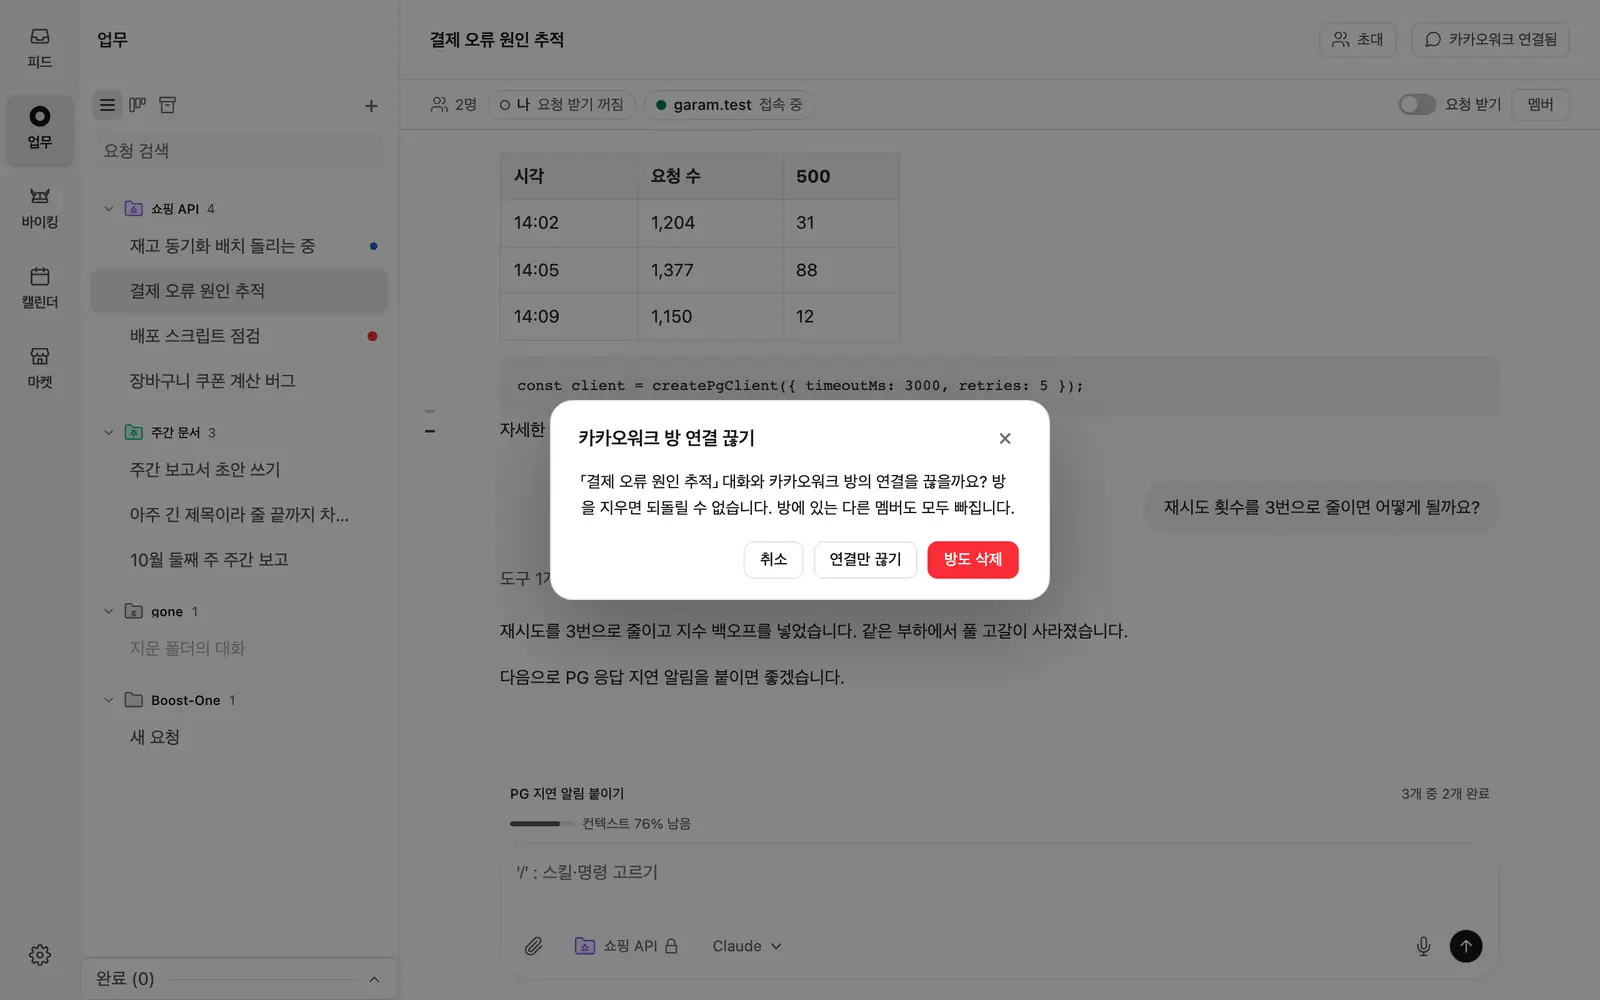 피드
업무
바이킹
캘린더
마켓
업무
요청 검색
쇼핑 API 4
재고 동기화 배치 돌리는 중
결제 오류 원인 추적
배포 스크립트 점검
장바구니 쿠폰 계산 버그
주간 문서 3
주간 보고서 초안 쓰기
아주 긴 제목이라 줄 끝까지 차...
10월 둘째 주 주간 보고
gone 1
지운 폴더의 대화
Boost-One 1
새 요청
완료 (0)
결제 오류 원인 추적
초대
카카오워크 연결됨
2명
나 요청 받기 꺼짐
garam.test 접속 중
요청 받기
멤버
시각 요청 수 500
14:02 1,204 31
14:05 1,377 88
14:09 1,150 12
const client = createPgClient({ timeoutMs: 3000, retries: 5 });
자세한
카카오워크 방 연결 끊기
「결제 오류 원인 추적」 대화와 카카오워크 방의 연결을 끊을까요? 방
을 지우면 되돌릴 수 없습니다. 방에 있는 다른 멤버도 모두 빠집니다.
취소
연결만 끊기
방도 삭제
재시도 횟수를 3번으로 줄이면 어떻게 될까요?
도구
재시도를 3번으로 줄이고 지수 백오프를 넣었습니다. 같은 부하에서 풀 고갈이 사라졌습니다.
다음으로 PG 응답 지연 알림을 붙이면 좋겠습니다.
PG 지연 알림 붙이기
3개 중 2개 완료
컨텍스트 76% 남음
'/' : 스킬·명령 고르기
쇼핑 API
Claude